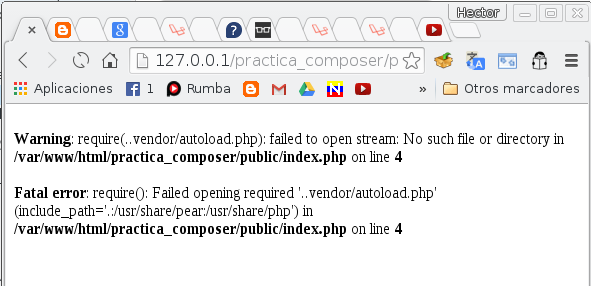 Hector
127.0.0.1/practica_composer/p
Aplicaciones 1 Rumba » Otros marcadores
Warning: require(..vendor/autoload.php): failed to open stream: No such file or directory in
/var/www/html/practica_composer/public/index.php on line 4
Fatal error: require(): Failed opening required '..vendor/autoload.php'
(include_path='.:/usr/share/pear:/usr/share/php') in
/var/www/html/practica_composer/public/index.php on line 4